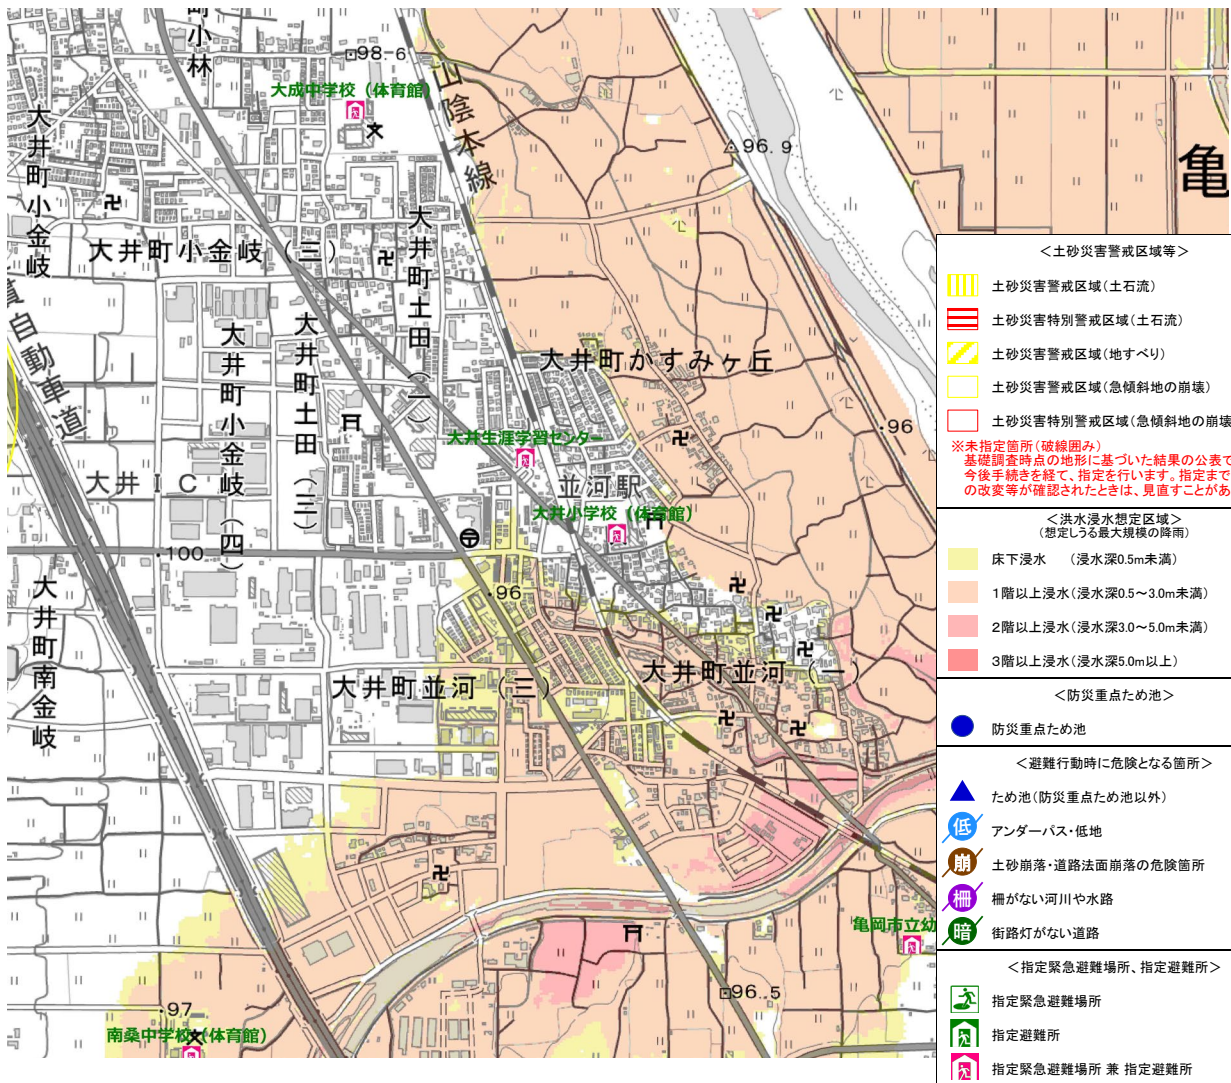 町小林
98.6
大成中学校（体育館）
山陰本線
96.9
亀
大井町小金岐
大井町小金岐（三）
大井町土田（一）
自動車道
大井町小金岐（四）
大井町土田（三）
大井町かすみヶ丘
96
大井生涯学習センター
大井ＩＣ
並河駅
大井小学校（体育館）
100
96
大井町南金岐
大井町並河（三）
大井町並河（一）
亀岡市立幼
96.5
97
南桑中学校（体育館）
＜土砂災害警戒区域等＞
土砂災害警戒区域（土石流）
土砂災害特別警戒区域（土石流）
土砂災害警戒区域（地すべり）
土砂災害警戒区域（急傾斜地の崩壊）
土砂災害特別警戒区域（急傾斜地の崩壊
※未指定箇所（破線囲み）
基礎調査時点の地形に基づいた結果の公表で
今後手続きを経て、指定を行います。指定まで
の改変等が確認されたときは、見直すことがあ
＜洪水浸水想定区域＞
（想定しうる最大規模の降雨）
床下浸水　（浸水深0.5m未満）
1階以上浸水（浸水深0.5～3.0m未満）
2階以上浸水（浸水深3.0～5.0m未満）
3階以上浸水（浸水深5.0m以上）
＜防災重点ため池＞
防災重点ため池
＜避難行動時に危険となる箇所＞
ため池（防災重点ため池以外）
低 アンダーパス・低地
崩 土砂崩落・道路法面崩落の危険箇所
柵 柵がない河川や水路
暗 街路灯がない道路
＜指定緊急避難場所、指定避難所＞
指定緊急避難場所
指定避難所
指定緊急避難場所 兼 指定避難所